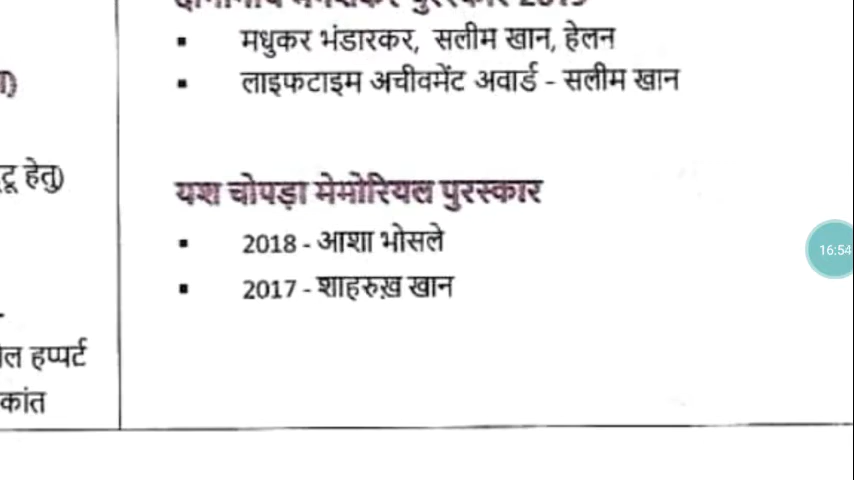 मधुकर भंडारकर, सलीम खान, हेलन
लाइफटाइम अचीवमेंट अवार्ड - सलीम खान
हेतु)
यश चोपड़ा मेमोरियल पुरस्कार
2018 - आशा भोसले
2017 - शाहरुख़ खान
हप्पर्ट
कांत
16:54